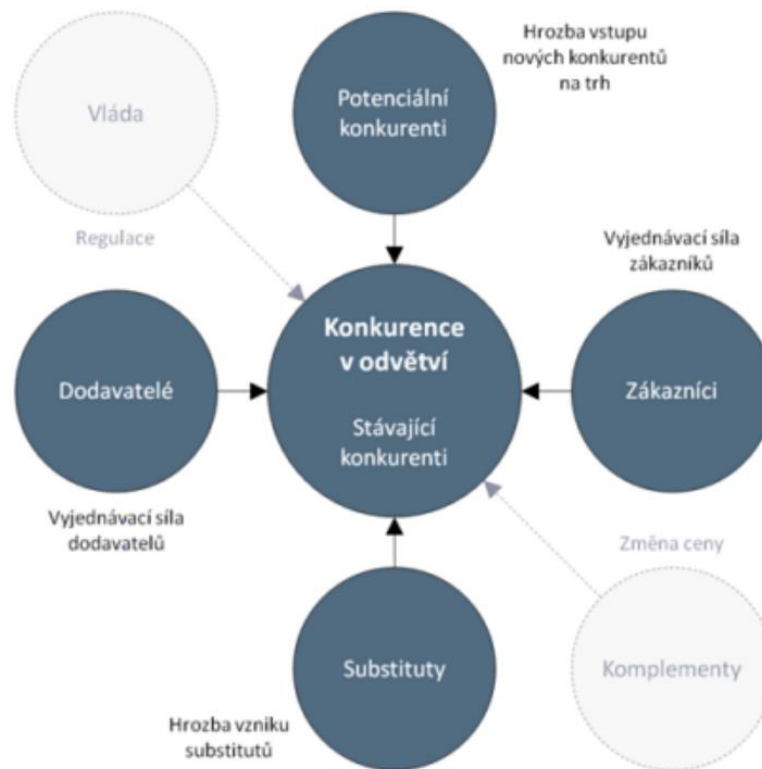 Hrozba vstupu
nových konkurentů
na trh
Potenciální
konkurenti
Vláda
Regulace
Vyjednávací síla
zákazníků
Konkurence
v odvětví
Stávající
konkurenti
Dodavatelé
Zákazníci
Vyjednávací síla
dodavatelů
Změna ceny
Substituty
Komplementy
Hrozba vzniku
substitutů